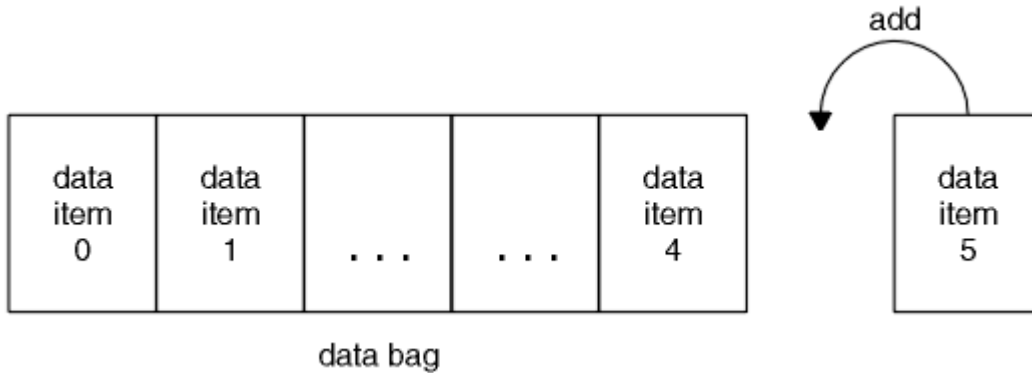 add
data
item
0
data
item
1
. . .
. . .
data
item
4
data
item
5
data bag